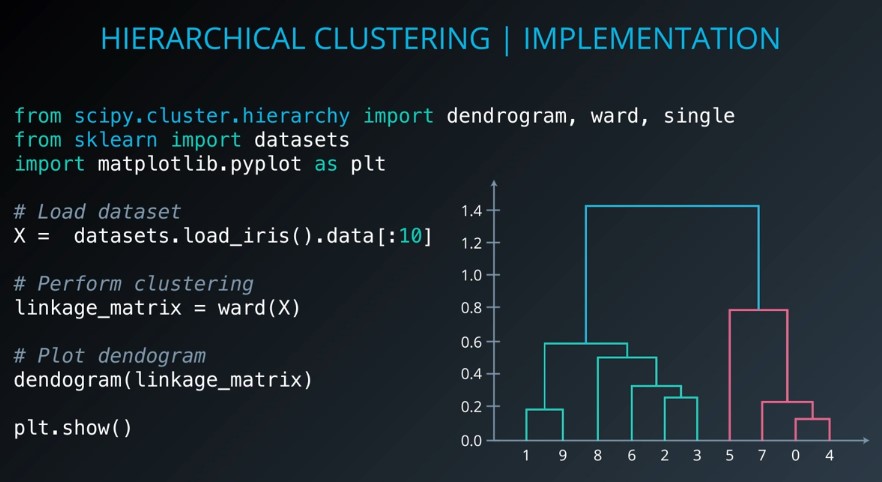 HIERARCHICAL CLUSTERING | IMPLEMENTATION
from scipy.cluster.hierarchy import dendrogram, ward, single
from sklearn import datasets
import matplotlib.pyplot as plt
# Load dataset
X =  datasets.load_iris().data[:10]
# Perform clustering
linkage_matrix = ward(X)
# Plot dendogram
dendogram(linkage_matrix)
plt.show()
1.4
1.2
1.0
0.8
0.6
0.4
0.2
0.0
1 9 8 6 2 3 5 7 0 4